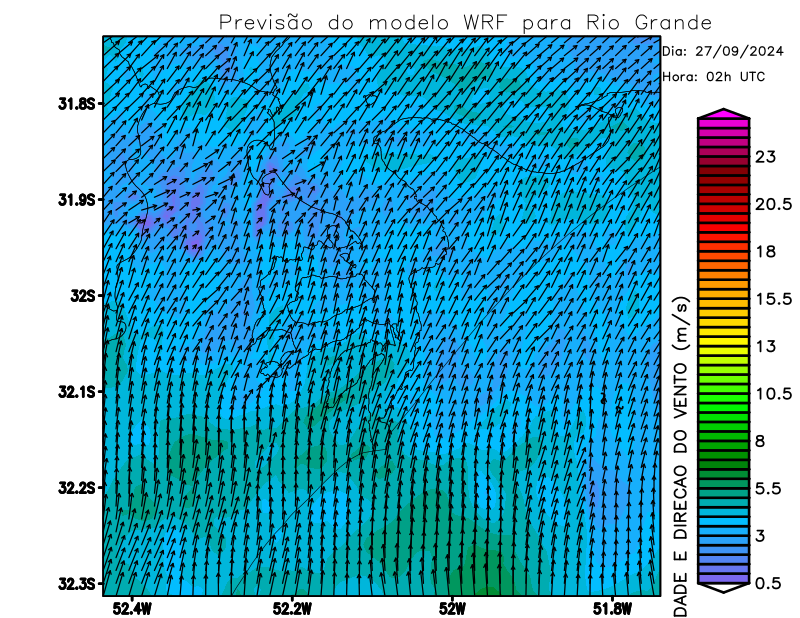 Previsão do modelo WRF para Rio Grande
Dia: 27/09/2024
Hora: 02h UTC
31.8S
31.9S
32S
32.1S
32.2S
32.3S
52.4W
52.2W
52W
51.8W
DADE E DIRECAO DO VENTO (m/s)
23
20.5
18
15.5
13
10.5
8
5.5
3
0.5